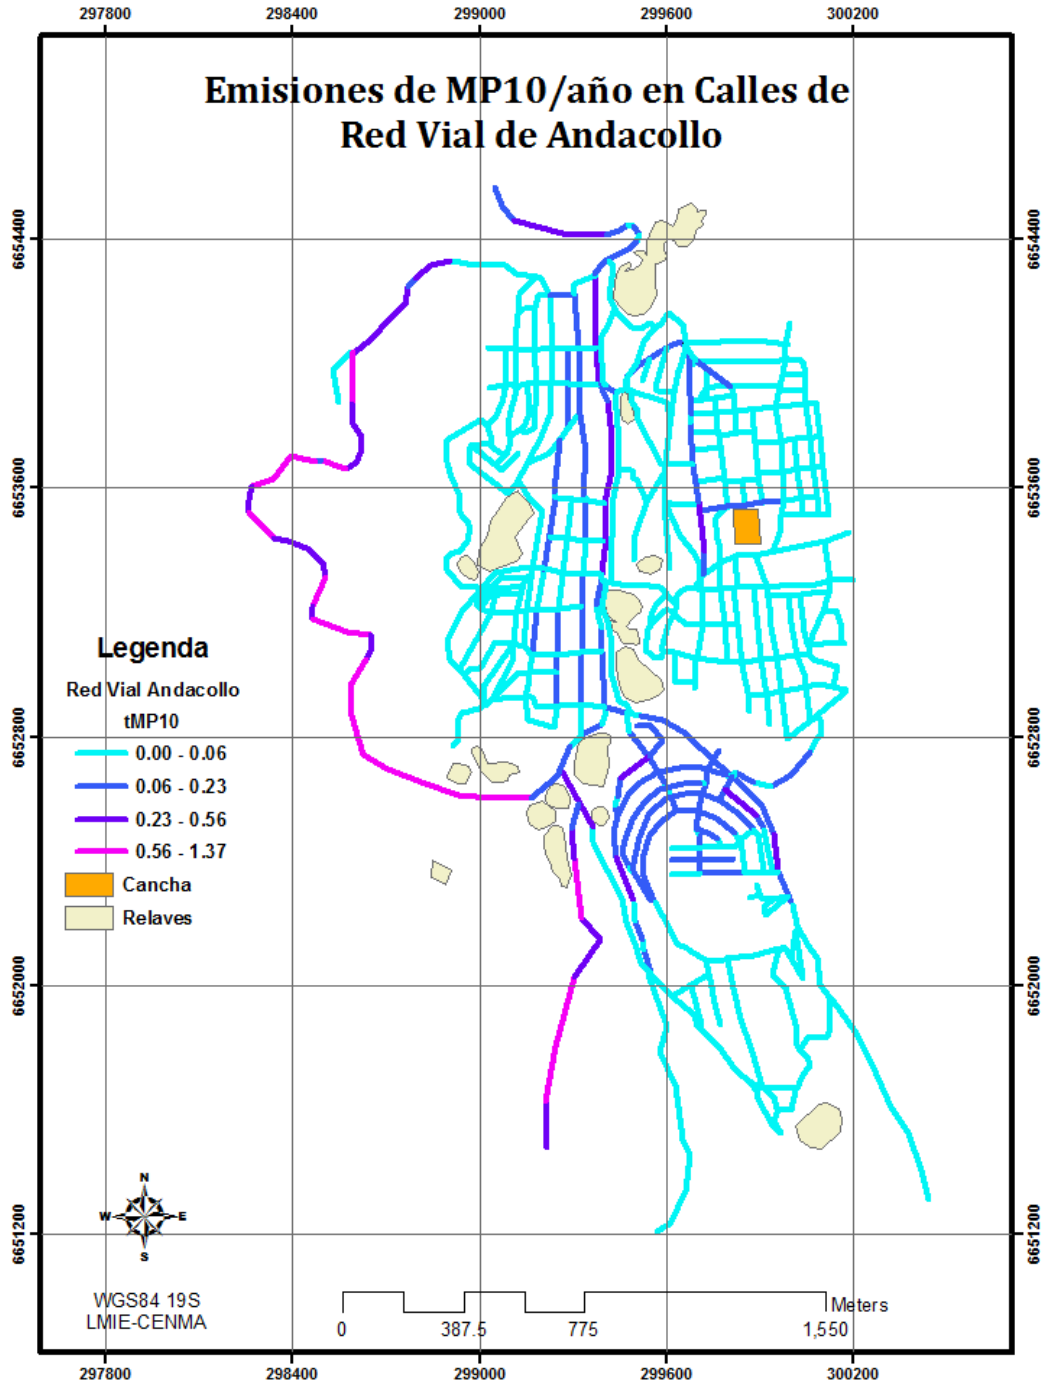 297800 298400 299000 299600 300200
Emisiones de MP10/año en Calles de
Red Vial de Andacollo
6654400 6654400
6653600 6653600
Legenda
Red Vial Andacollo
tMP10
6652800 6652800
0.00 - 0.06
0.06 - 0.23
0.23 - 0.56
0.56 - 1.37
Cancha
Relaves
6652000 6652000
N
W E
S
6651200 6651200
WGS84 19S
LMIE-CENMA
Meters
0 387.5 775 1,550
297800 298400 299000 299600 300200